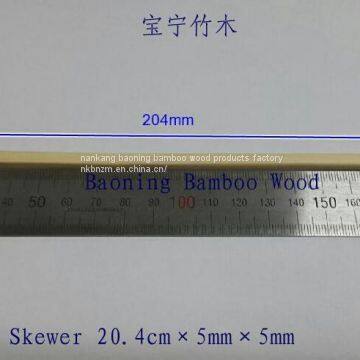 宝宁竹木
204mm
nankang baoning bamboo wood products factory
nkbnzm.en.china.cn/
Baoning Bamboo Wood
40 50 60 70 80 90 100 110 120 130 140 150 160
Skewer 20.4cm×5mm×5mm